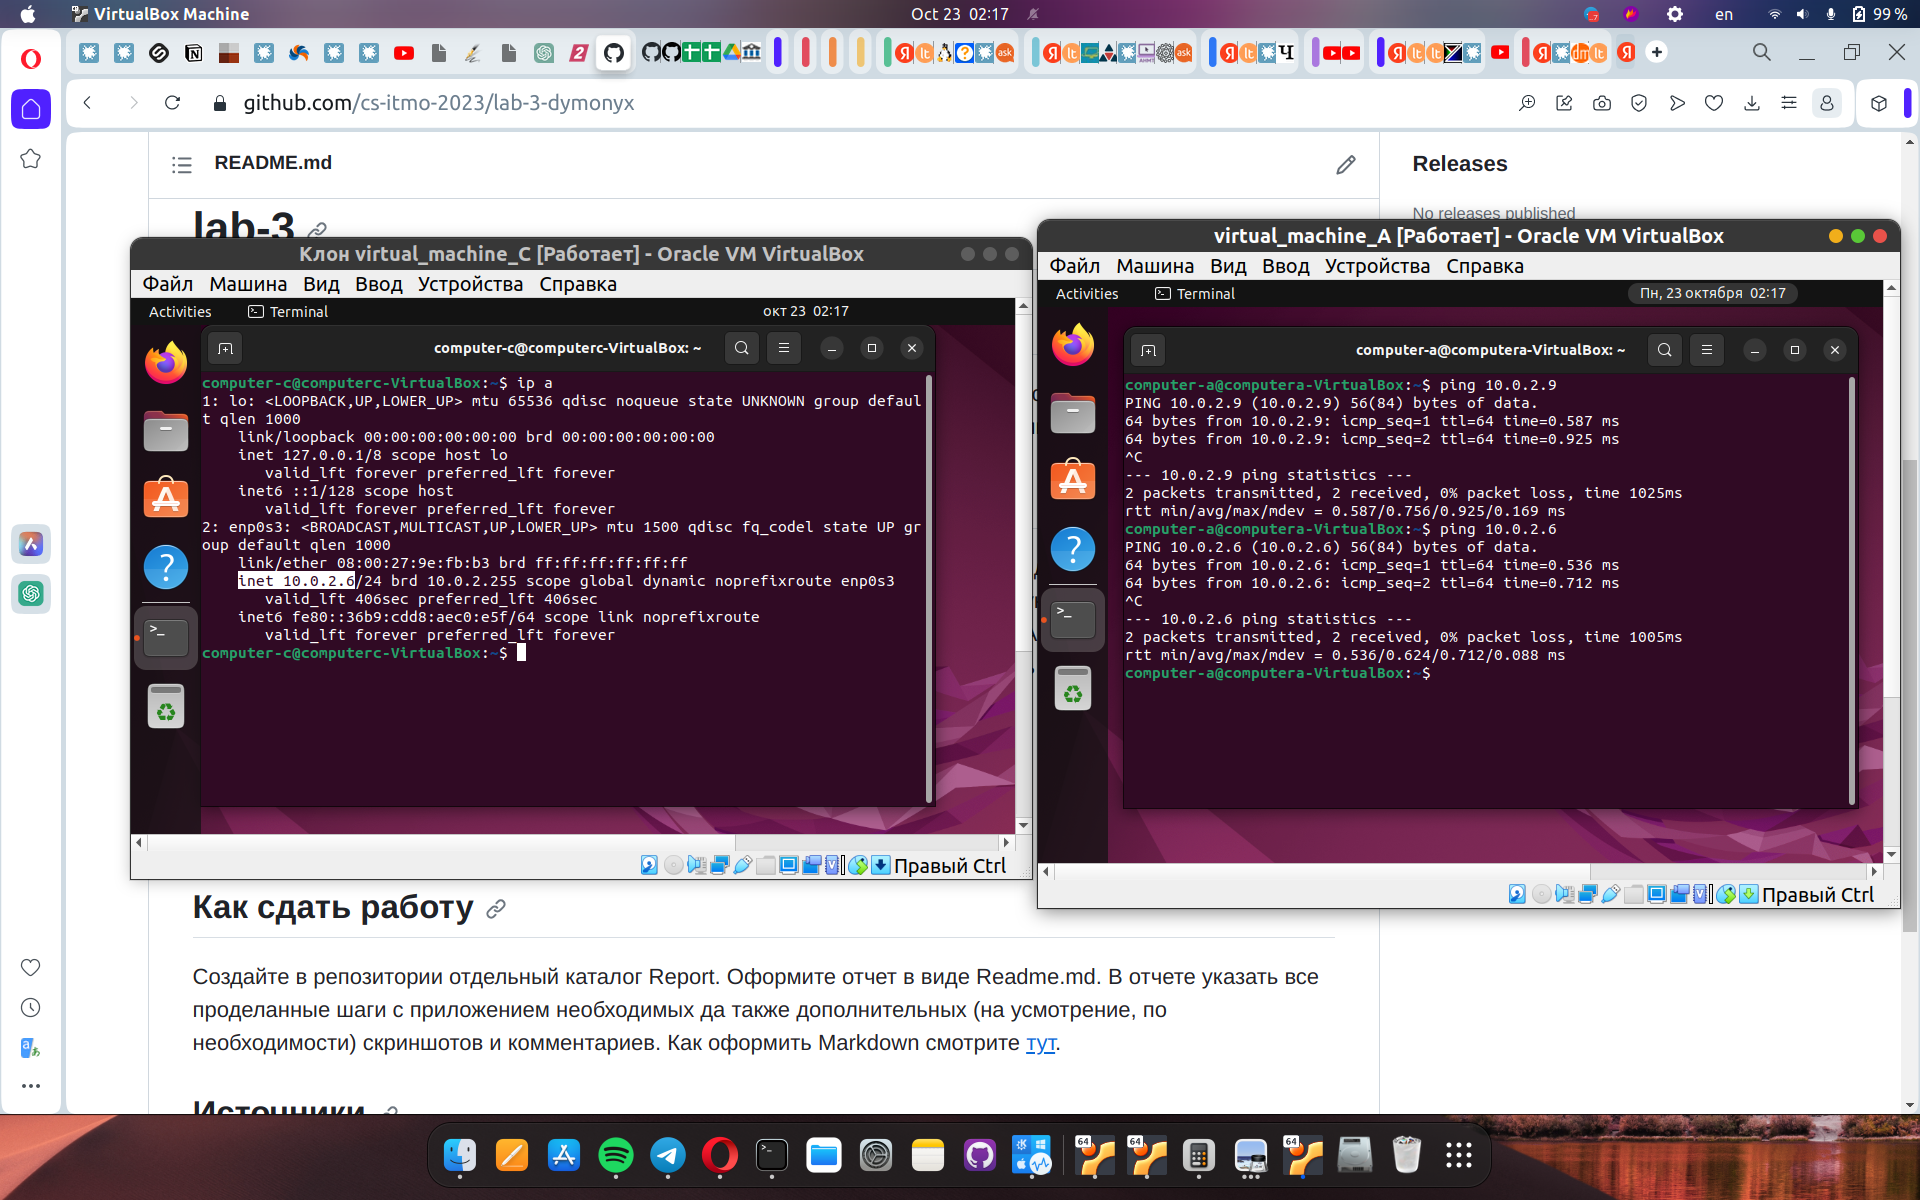 VirtualBox Machine
Oct 23 02:17
en
99 %
github.com/cs-itmo-2023/lab-3-dymonyx
README.md
Releases
No releases published
lab-3
Клон virtual_machine_C [Работает] - Oracle VM VirtualBox
Файл Машина Вид Ввод Устройства Справка
Activities
Terminal
окт 23 02:17
computer-c@computerc-VirtualBox: ~
computer-c@computerc-VirtualBox:~$ ip a
1: lo: <LOOPBACK,UP,LOWER_UP> mtu 65536 qdisc noqueue state UNKNOWN group defaul
t qlen 1000
link/loopback 00:00:00:00:00:00 brd 00:00:00:00:00:00
inet 127.0.0.1/8 scope host lo
valid_lft forever preferred_lft forever
inet6 ::1/128 scope host
valid_lft forever preferred_lft forever
2: enp0s3: <BROADCAST,MULTICAST,UP,LOWER_UP> mtu 1500 qdisc fq_codel state UP gr
oup default qlen 1000
link/ether 08:00:27:9e:fb:b3 brd ff:ff:ff:ff:ff:ff
inet 10.0.2.6/24 brd 10.0.2.255 scope global dynamic noprefixroute enp0s3
valid_lft 406sec preferred_lft 406sec
inet6 fe80::36b9:cdd8:aec0:e5f/64 scope link noprefixroute
valid_lft forever preferred_lft forever
computer-c@computerc-VirtualBox:~$
Правый Ctrl
virtual_machine_A [Работает] - Oracle VM VirtualBox
Файл Машина Вид Ввод Устройства Справка
Activities
Terminal
Пн, 23 октября 02:17
computer-a@computera-VirtualBox: ~
computer-a@computera-VirtualBox:~$ ping 10.0.2.9
PING 10.0.2.9 (10.0.2.9) 56(84) bytes of data.
64 bytes from 10.0.2.9: icmp_seq=1 ttl=64 time=0.587 ms
64 bytes from 10.0.2.9: icmp_seq=2 ttl=64 time=0.925 ms
^C
--- 10.0.2.9 ping statistics ---
2 packets transmitted, 2 received, 0% packet loss, time 1025ms
rtt min/avg/max/mdev = 0.587/0.756/0.925/0.169 ms
computer-a@computera-VirtualBox:~$ ping 10.0.2.6
PING 10.0.2.6 (10.0.2.6) 56(84) bytes of data.
64 bytes from 10.0.2.6: icmp_seq=1 ttl=64 time=0.536 ms
64 bytes from 10.0.2.6: icmp_seq=2 ttl=64 time=0.712 ms
^C
--- 10.0.2.6 ping statistics ---
2 packets transmitted, 2 received, 0% packet loss, time 1005ms
rtt min/avg/max/mdev = 0.536/0.624/0.712/0.088 ms
computer-a@computera-VirtualBox:~$
Правый Ctrl
Как сдать работу
Создайте в репозитории отдельный каталог Report. Оформите отчет в виде Readme.md. В отчете указать все
проделанные шаги с приложением необходимых да также дополнительных (на усмотрение, по
необходимости) скриншотов и комментариев. Как оформить Markdown смотрите тут.
Источники
64
64
64